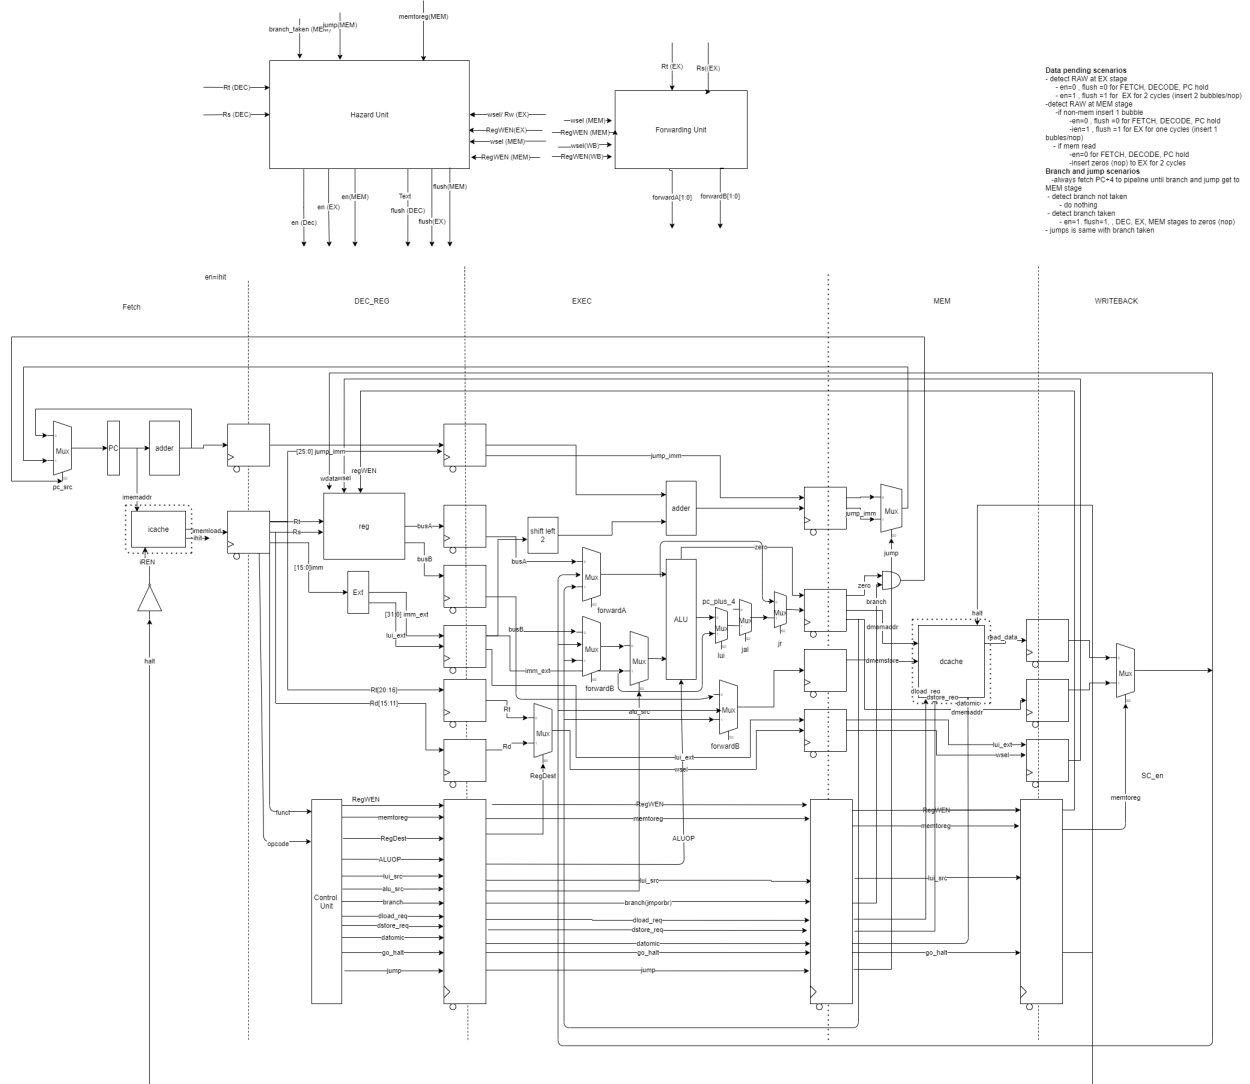 branch_taken (MEM)
jump(MEM)
memtoreg(MEM)
Rt (DEC)
Rs (DEC)
Hazard Unit
wsel/ Rw (EX)
RegWEN(EX)
wsel (MEM)
RegWEN (MEM)
en (Dec)
en (EX)
en(MEM)
Text
flush (DEC)
flush(EX)
flush(MEM)
Rt (EX)
Rs((EX)
Forwarding Unit
wsel (MEM)
RegWEN (MEM)
wsel(WB)
RegWEN(WB)
forwardA[1:0]
forwardB[1:0]
Data pending scenarios
- detect RAW at EX stage
- en=0 , flush =0 for FETCH, DECODE, PC hold
- en=1 , flush =1 for EX for 2 cycles (insert 2 bubbles/nop)
-detect RAW at MEM stage
-if non-mem insert 1 bubble
-en=0 , flush =0 for FETCH, DECODE, PC hold
-ien=1 , flush =1 for EX for one cycles (insert 1
bubles/nop)
- if mem read
-en=0 for FETCH, DECODE, PC hold
-insert zeros (nop) to EX for 2 cycles
Branch and jump scenarios
-always fetch PC+4 to pipeline until branch and jump get to
MEM stage
- detect branch not taken
- do nothing
- detect branch taken
- en=1. flush=1, , DEC, EX, MEM stages to zeros (nop)
- jumps is same with branch taken
en=ihit
Fetch
DEC_REG
EXEC
MEM
WRITEBACK
Mux
pc_src
PC
adder
imemaddr
icache
imemload
ihit
iREN
halt
[25:0] jump_imm
wdata
wsel
regWEN
Rt
Rs
reg
busA
busB
[15:0]imm
Ext
[31:0] imm_ext
lui_ext
Rt[20:16]
Rd[15:11]
funct
opcode
Control
Unit
RegWEN
memtoreg
RegDest
ALUOP
lui_src
alu_src
branch
dload_req
dstore_req
datomic
go_halt
jump
jump_imm
adder
shift left
2
busA
Mux
forwardA
busB
Mux
forwardB
Mux
alu_src
imm_ext
ALU
zero
pc_plus_4
Mux
lui
Mux
jal
Mux
jr
Rt
Rd
Mux
RegDest
Mux
forwardB
lui_ext
wsel
RegWEN
memtoreg
ALUOP
lui_src
branch(jmporbr)
dload_req
dstore_req
datomic
go_halt
jump
jump_imm
Mux
jump
zero
branch
dmemaddr
dmemstore
halt
dcache
read_data
dload_req
dstore_req
datomic
dmemaddr
lui_ext
wsel
RegWEN
memtoreg
lui_src
go_halt
Mux
memtoreg
SC_en